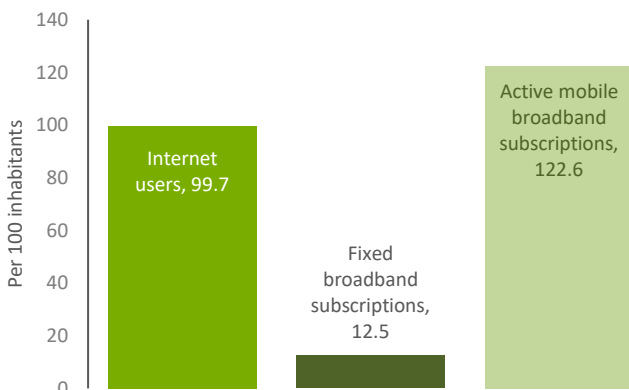 140
120
100
80
60
40
20
0
Per 100 inhabitants
Internet
users, 99.7
Fixed
broadband
subscriptions,
12.5
Active mobile
broadband
subscriptions,
122.6